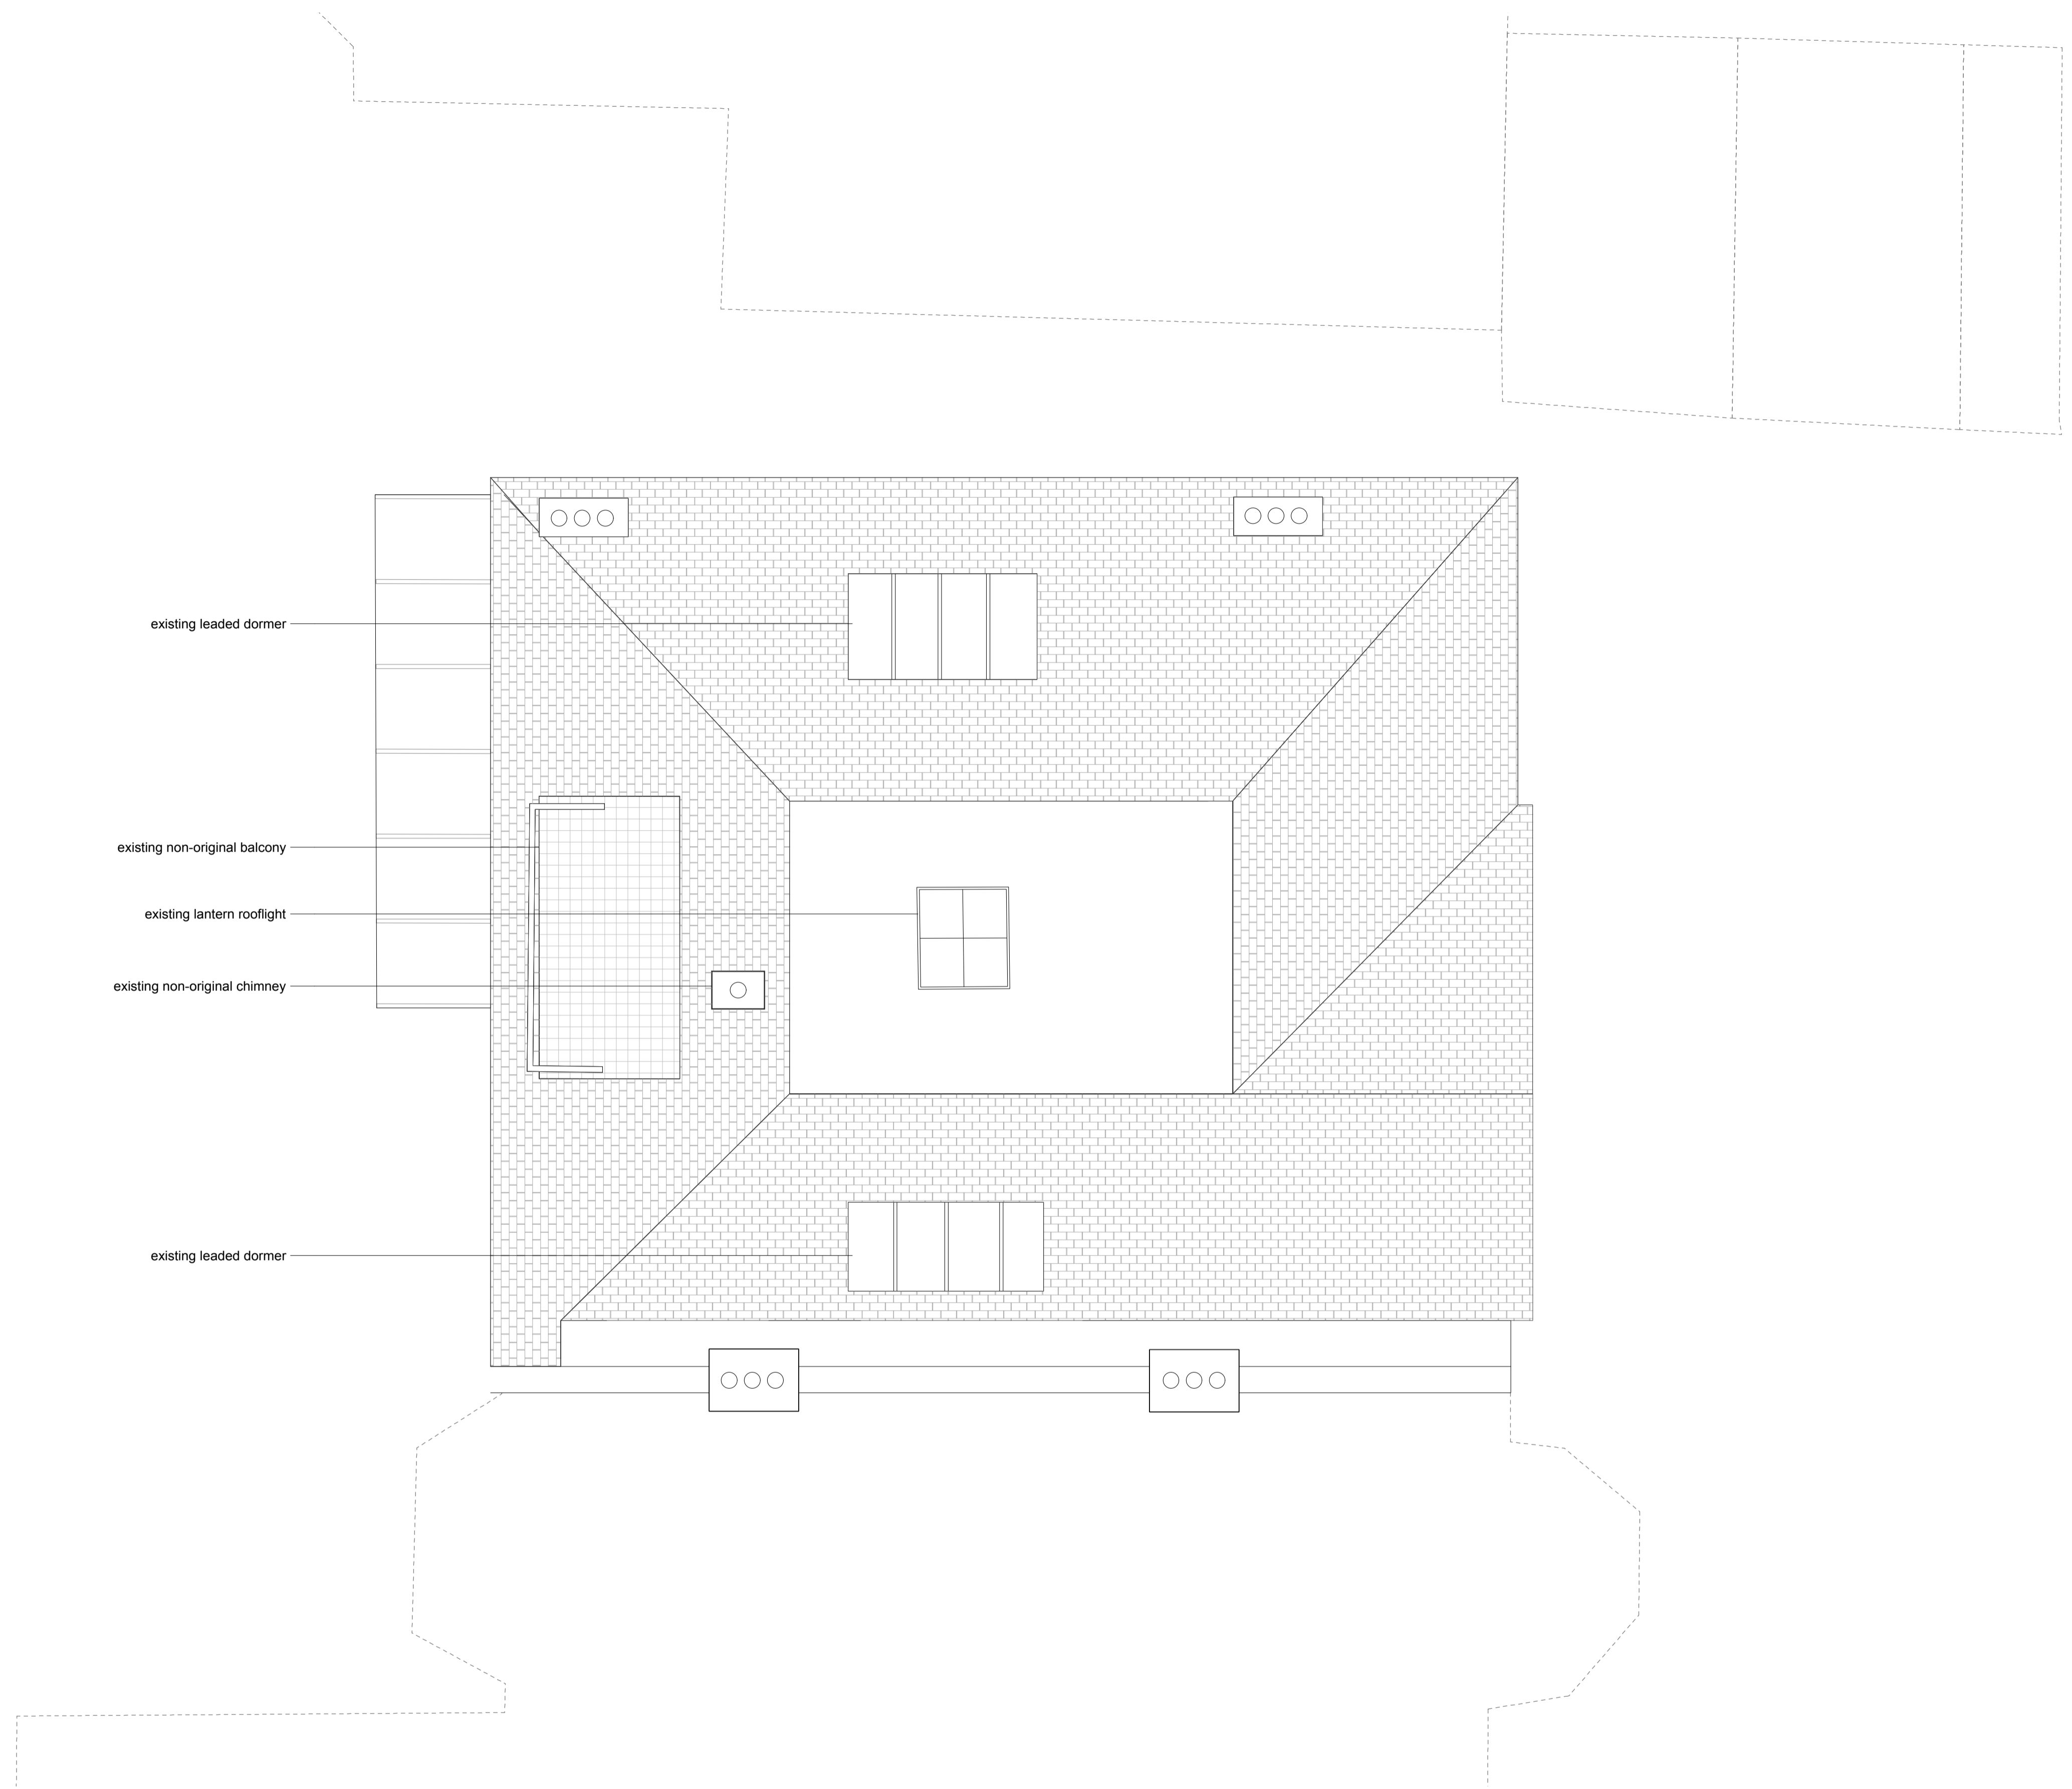 existing leaded dormer
existing non-original balcony
existing lantern rooflight
existing non-original chimney
existing leaded dormer